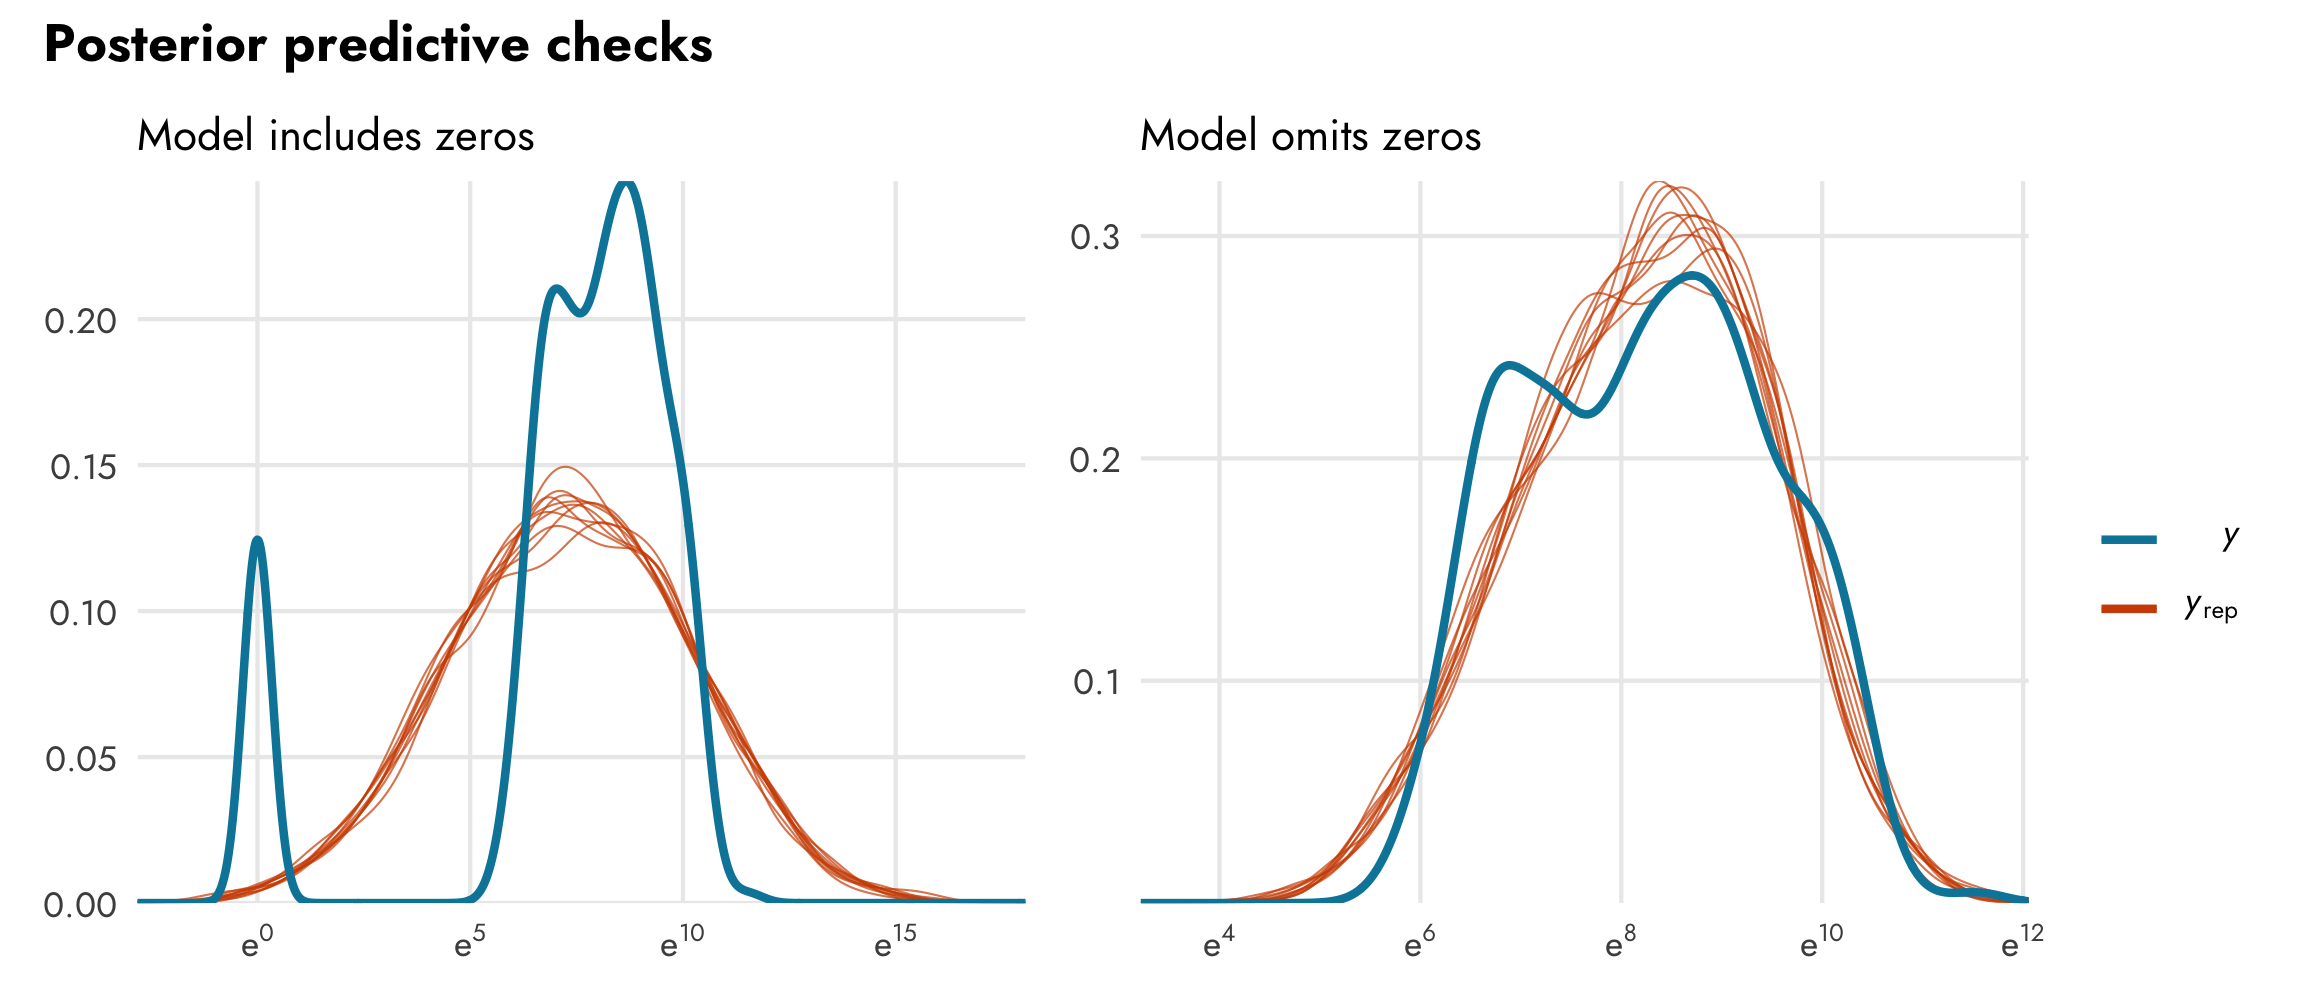 Posterior predictive checks
Model includes zeros
0.20
0.15
0.10
0.05
0.00
e⁰ e⁵ e¹⁰ e¹⁵
Model omits zeros
0.3
0.2
0.1
e⁴ e⁶ e⁸ e¹⁰ e¹²
y
y rep